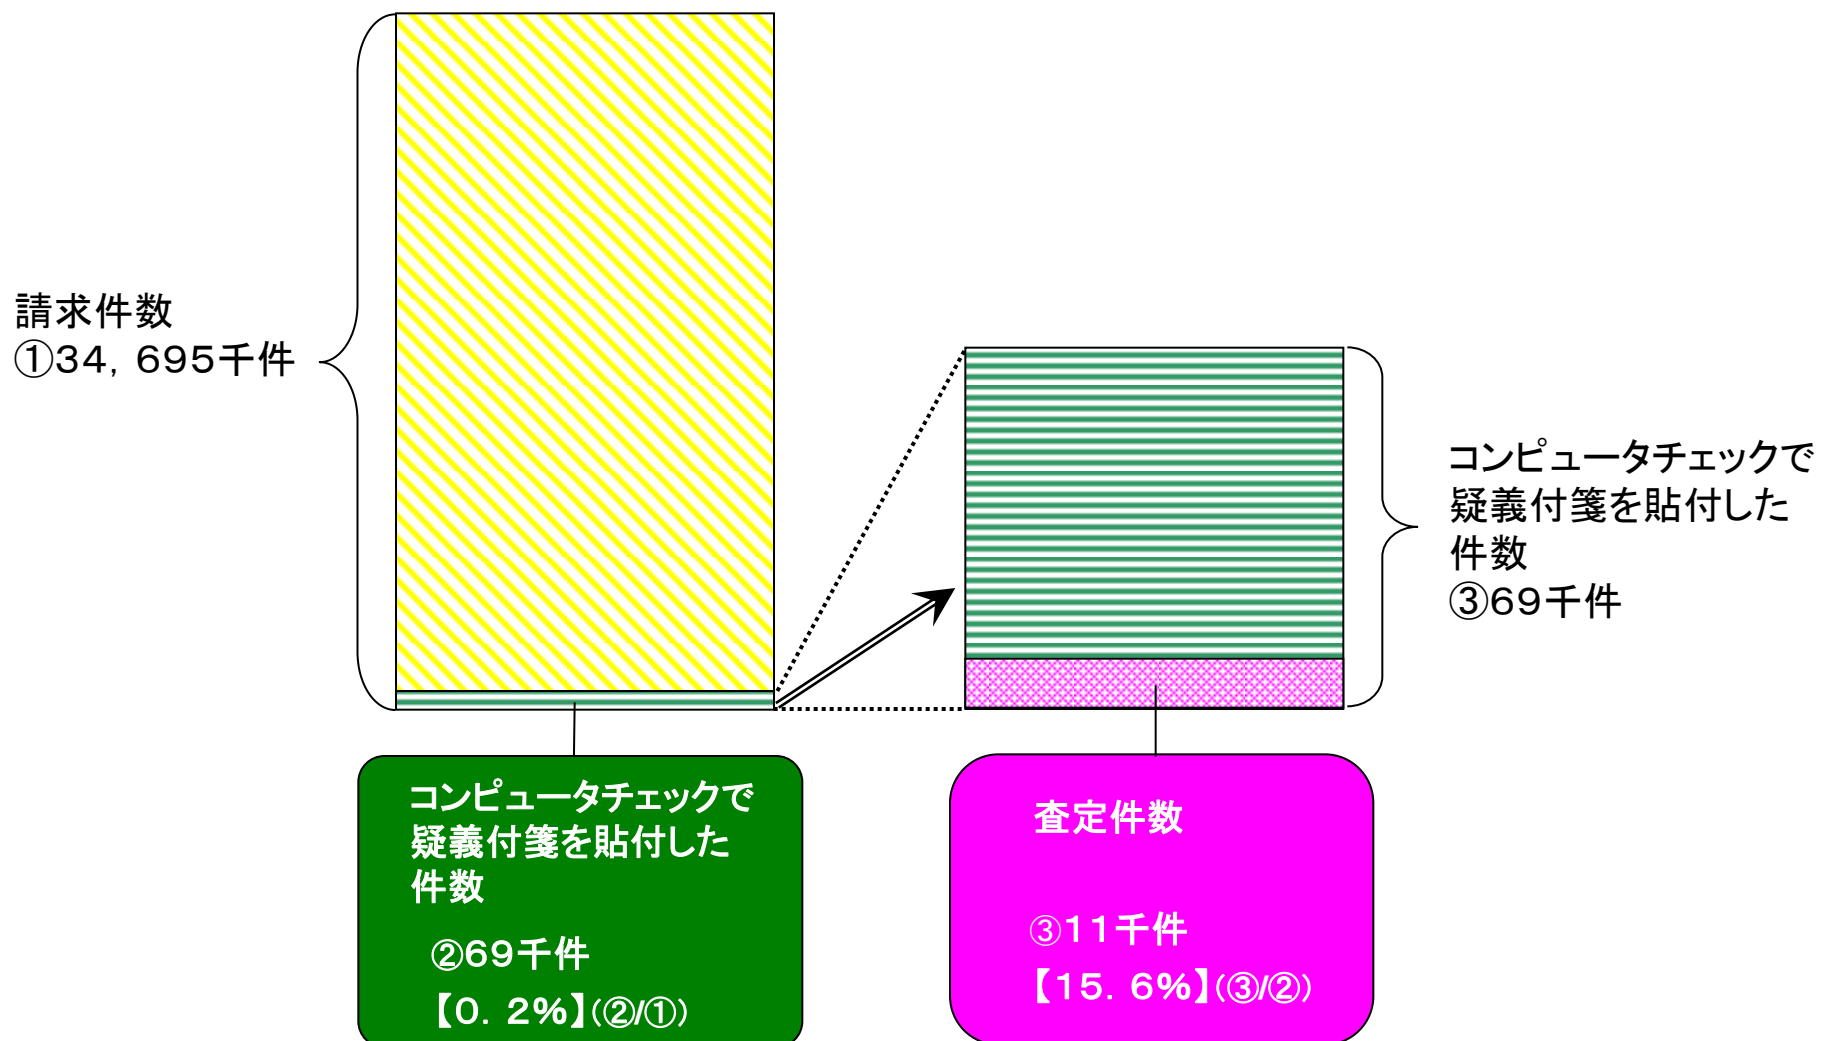 請求件数
①34，695千件
コンピュータチェックで
疑義付箋を貼付した
件数
③69千件
コンピュータチェックで
疑義付箋を貼付した
件数
②69千件
【0．2％】（②/①）
査定件数
③11千件
【15．6％】（③/②）